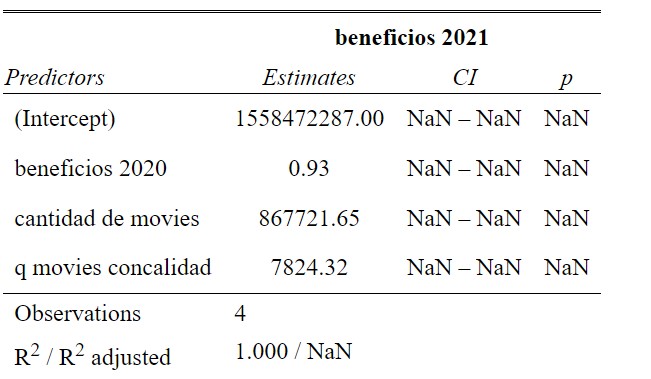 beneficios 2021
Predictors Estimates CI p
(Intercept) 1558472287.00 NaN – NaN NaN
beneficios 2020 0.93 NaN – NaN NaN
cantidad de movies 867721.65 NaN – NaN NaN
q movies concalidad 7824.32 NaN – NaN NaN
Observations 4
R² / R² adjusted 1.000 / NaN